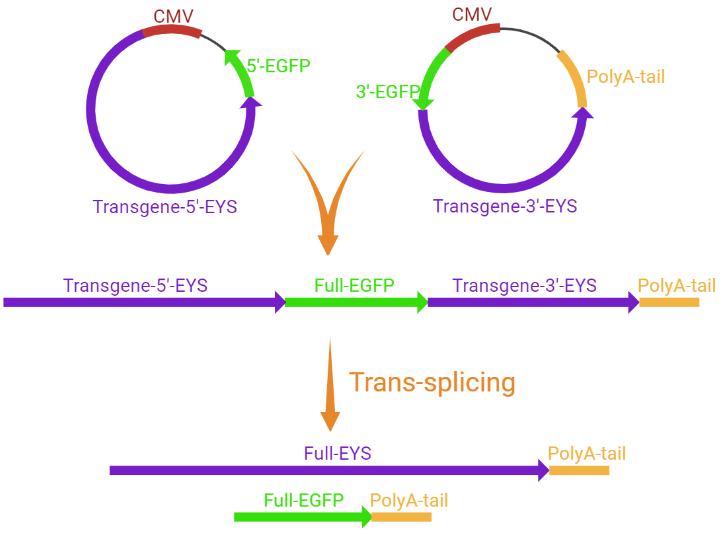 CMV
5'-EGFP
Transgene-5'-EYS
CMV
3'-EGFP
PolyA-tail
Transgene-3'-EYS
Transgene-5'-EYS Full-EGFP Transgene-3'-EYS PolyA-tail
Trans-splicing
Full-EYS PolyA-tail
Full-EGFP PolyA-tail